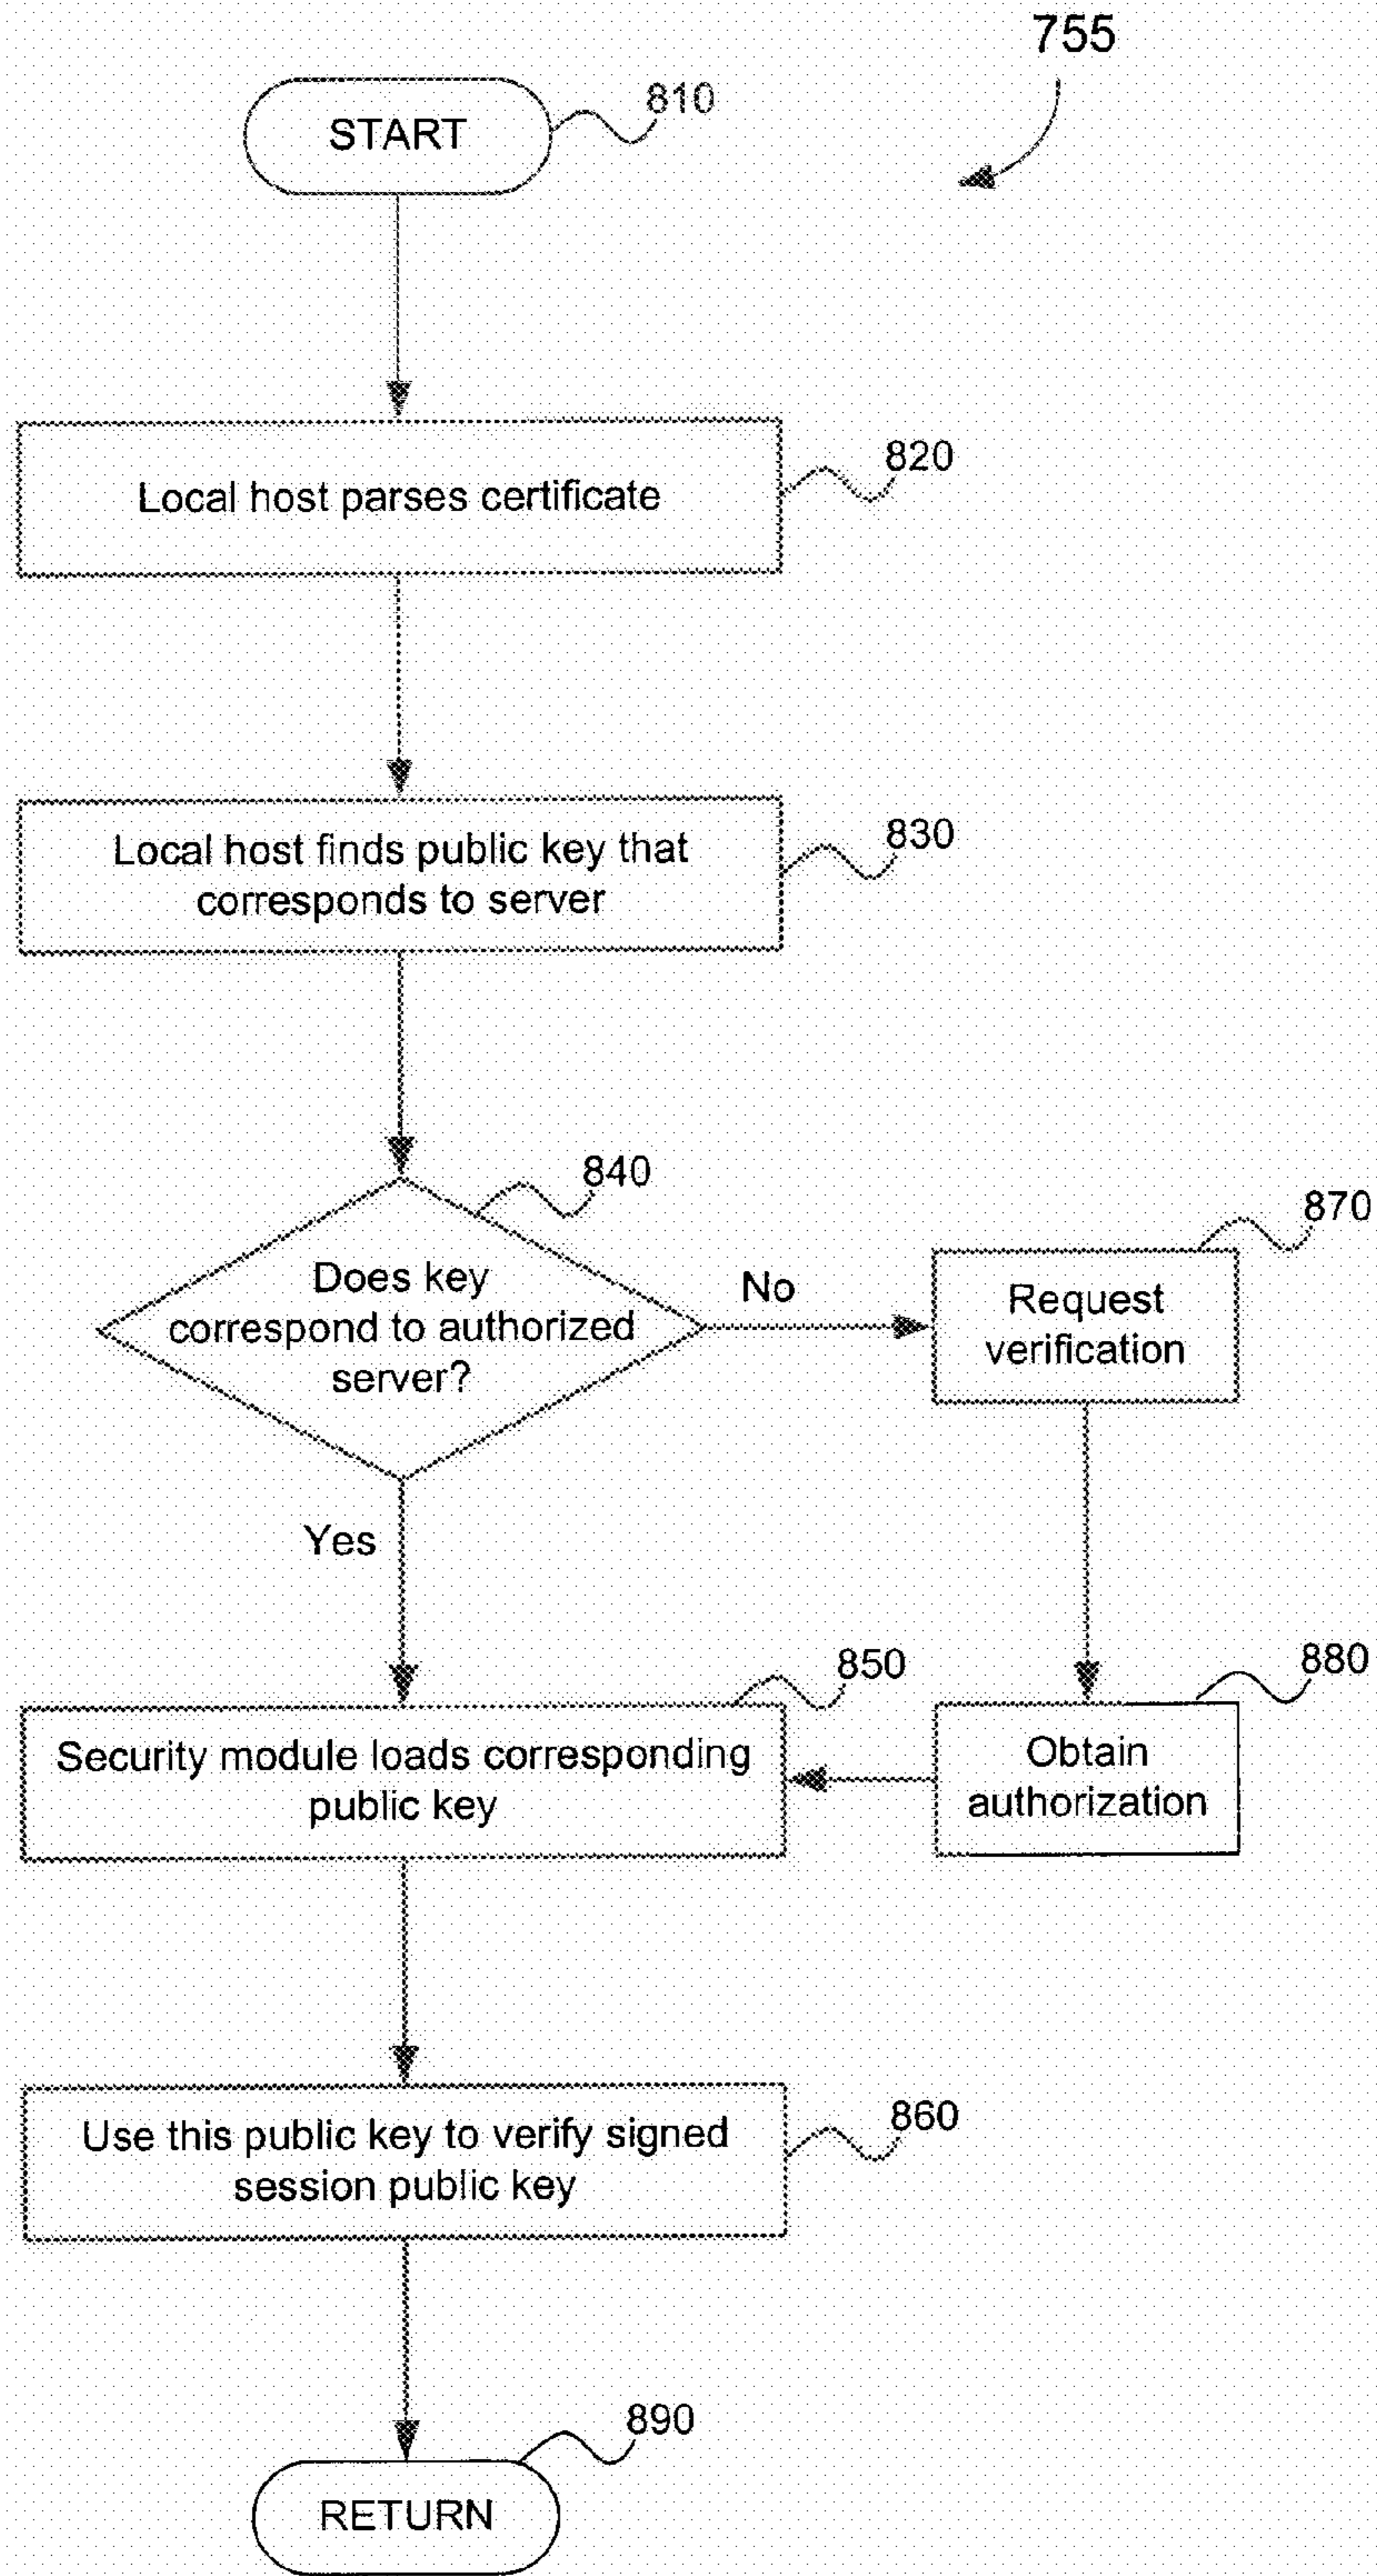 755
START
810
Local host parses certificate
820
Local host finds public key that
corresponds to server
830
840
Does key
correspond to authorized
server?
No
870
Request
verification
Yes
850
Security module loads corresponding
public key
880
Obtain
authorization
Use this public key to verify signed
session public key
860
890
RETURN